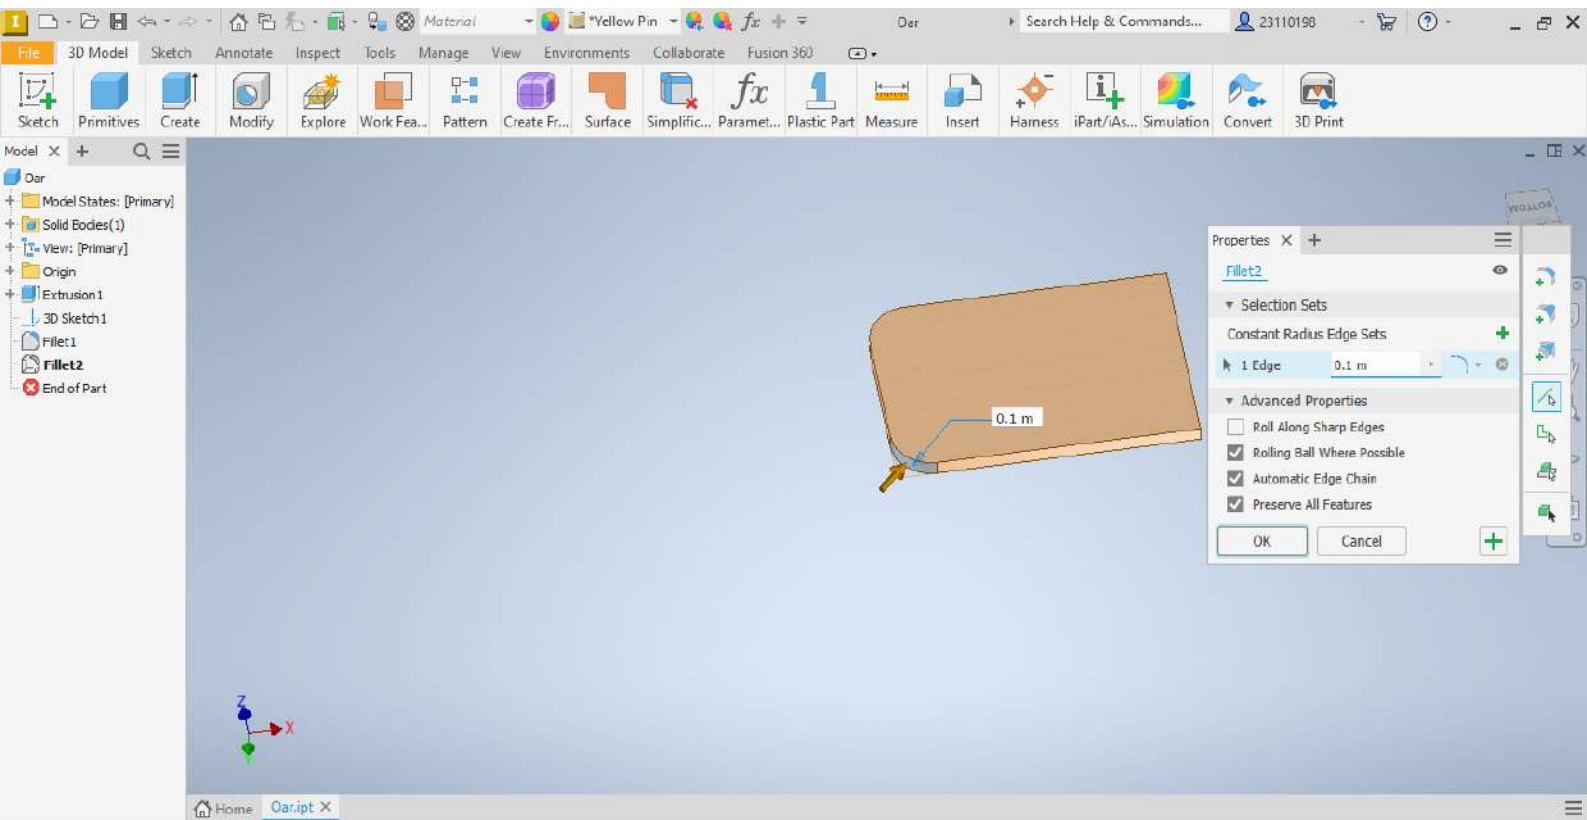 Material
*Yellow Pin
fx
Oar
Search Help & Commands...
23110198
File 3D Model Sketch Annotate Inspect Tools Manage View Environments Collaborate Fusion 360
Sketch Primitives Create Modify Explore Work Fea... Pattern Create Fr... Surface Simplific... Paramet... Plastic Part Measure Insert Harness iPart/iAs... Simulation Convert 3D Print
Model
Oar
Model States: [Primary]
Solid Bodies(1)
View: [Primary]
Origin
Extrusion1
3D Sketch1
Fillet1
Fillet2
End of Part
BOTTOM
0.1 m
Properties
Fillet2
Selection Sets
Constant Radius Edge Sets
1 Edge 0.1 m
Advanced Properties
Roll Along Sharp Edges
Rolling Ball Where Possible
Automatic Edge Chain
Preserve All Features
OK Cancel
Z
X
Y
Home Oar.ipt